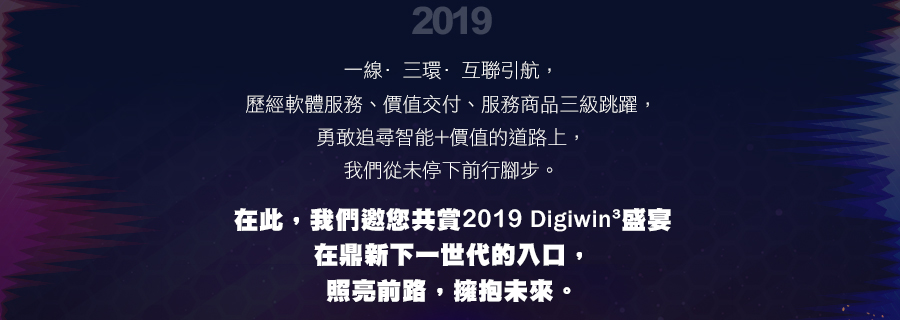 2019
一線· 三環· 互聯引航，
歷經軟體服務、價值交付、服務商品三級跳躍，
勇敢追尋智能+價值的道路上，
我們從未停下前行腳步。
在此，我們邀您共賞2019 Digiwin³盛宴
在鼎新下一世代的入口，
照亮前路，擁抱未來。